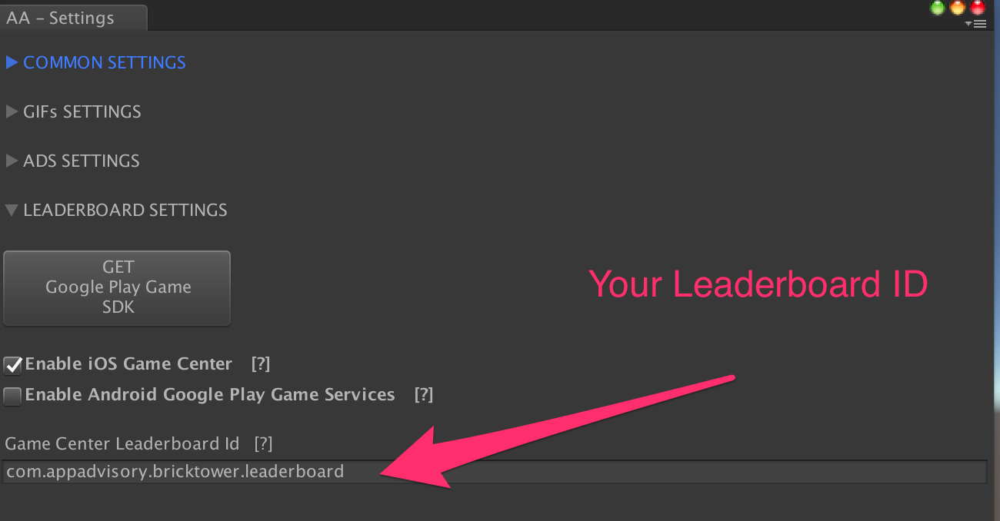 AA – Settings
COMMON SETTINGS
GIFs SETTINGS
ADS SETTINGS
LEADERBOARD SETTINGS
GET
Google Play Game
SDK
Your Leaderboard ID
Enable iOS Game Center [?]
Enable Android Google Play Game Services [?]
Game Center Leaderboard Id [?]
com.appadvisory.bricktower.leaderboard